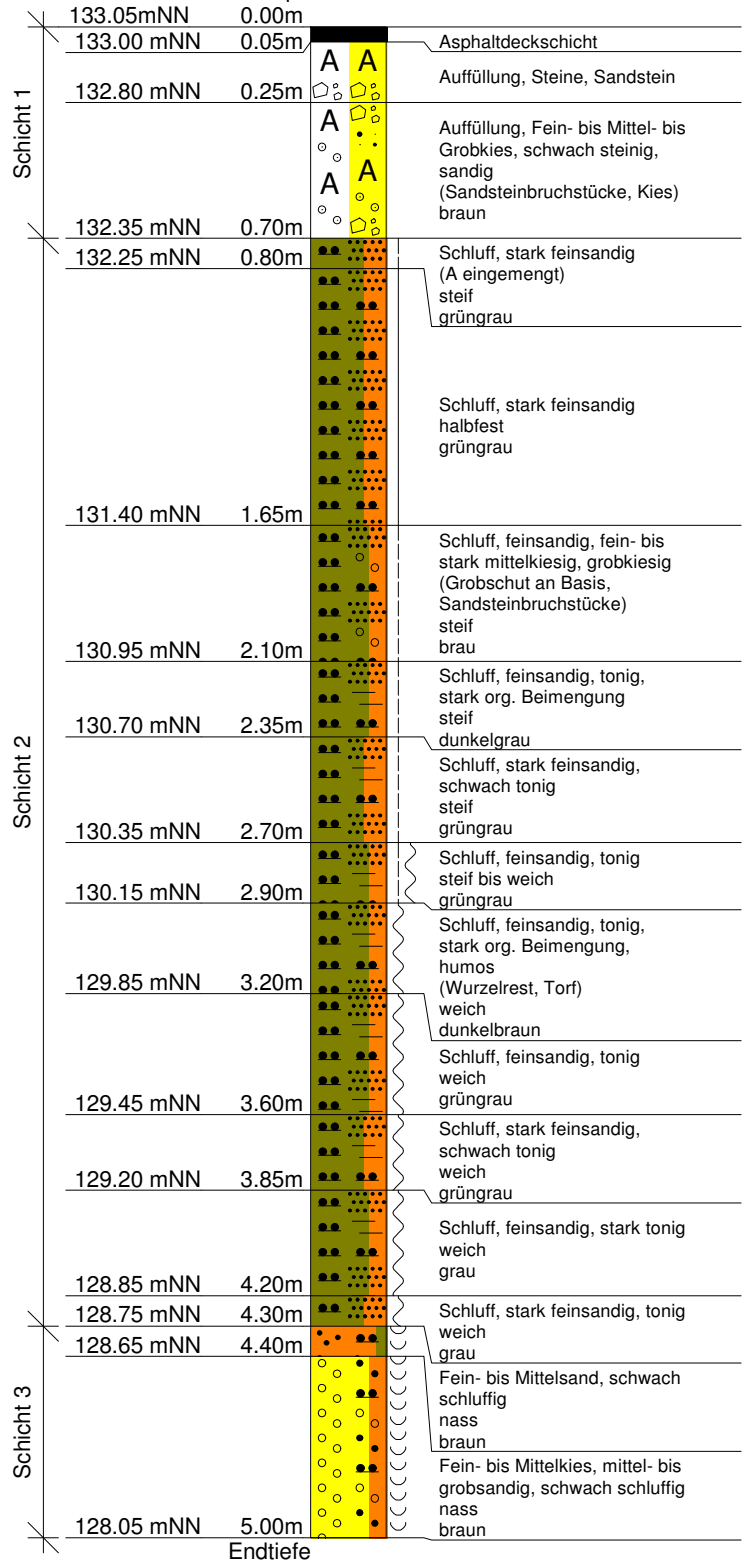 133.05mNN 0.00m
133.00 mNN 0.05m
Asphaltdeckschicht
A A
Auffüllung, Steine, Sandstein
132.80 mNN 0.25m
Schicht 1
A
A
A
Auffüllung, Fein- bis Mittel- bis
Grobkies, schwach steinig,
sandig
(Sandsteinbruchstücke, Kies)
braun
132.35 mNN 0.70m
Schluff, stark feinsandig
(A eingemengt)
steif
grüngrau
132.25 mNN 0.80m
Schluff, stark feinsandig
halbfest
grüngrau
131.40 mNN 1.65m
Schluff, feinsandig, fein- bis
stark mittelkiesig, grobkiesig
(Grobschut an Basis,
Sandsteinbruchstücke)
steif
brau
130.95 mNN 2.10m
Schluff, feinsandig, tonig,
stark org. Beimengung
steif
dunkelgrau
130.70 mNN 2.35m
Schicht 2
Schluff, stark feinsandig,
schwach tonig
steif
grüngrau
130.35 mNN 2.70m
Schluff, feinsandig, tonig
steif bis weich
grüngrau
130.15 mNN 2.90m
Schluff, feinsandig, tonig,
stark org. Beimengung,
humos
(Wurzelrest, Torf)
weich
dunkelbraun
129.85 mNN 3.20m
Schluff, feinsandig, tonig
weich
grüngrau
129.45 mNN 3.60m
Schluff, stark feinsandig,
schwach tonig
weich
grüngrau
129.20 mNN 3.85m
Schluff, feinsandig, stark tonig
weich
grau
128.85 mNN 4.20m
Schluff, stark feinsandig, tonig
weich
grau
128.75 mNN 4.30m
Fein- bis Mittelsand, schwach
schluffig
nass
braun
128.65 mNN 4.40m
Schicht 3
Fein- bis Mittelkies, mittel- bis
grobsandig, schwach schluffig
nass
braun
128.05 mNN 5.00m
Endtiefe